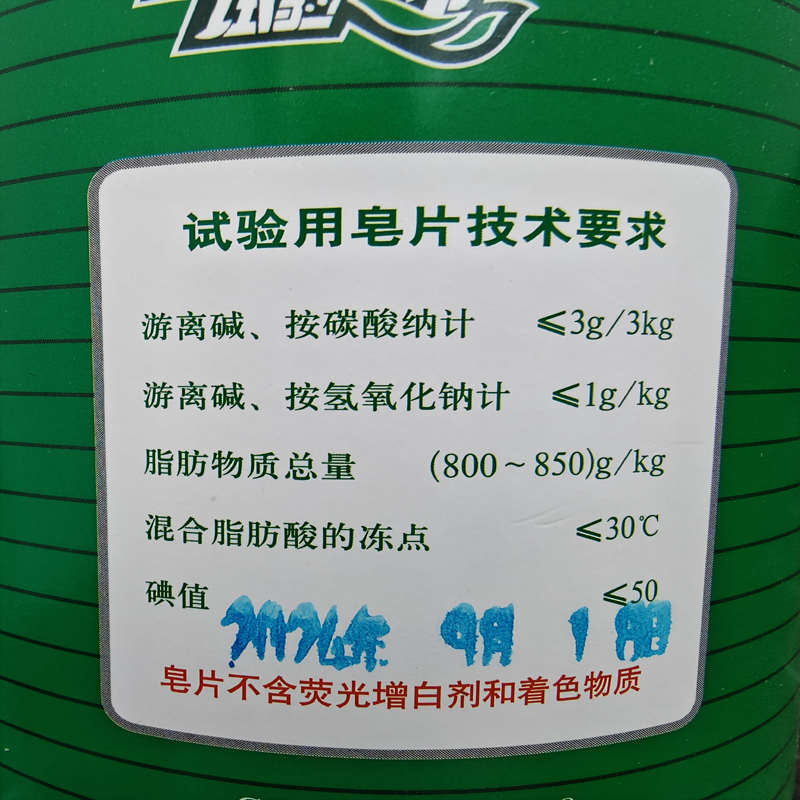 试验用皂片技术要求
游离碱、按碳酸纳计 ≤3g/3kg
游离碱、按氢氧化钠计 ≤1g/kg
脂肪物质总量 (800~850)g/kg
混合脂肪酸的冻点 ≤30℃
碘值 ≤50
9月1日
皂片不含荧光增白剂和着色物质